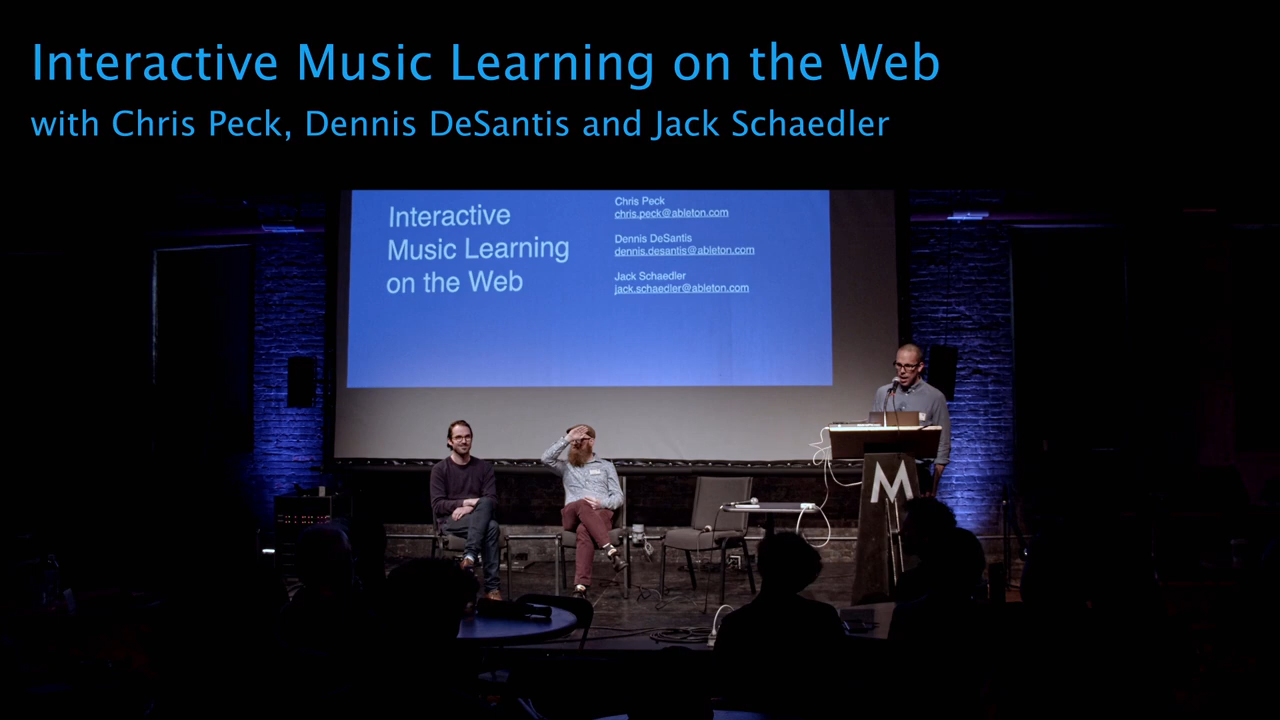 Interactive Music Learning on the Web
with Chris Peck, Dennis DeSantis and Jack Schaedler
Interactive
Music Learning
on the Web
Chris Peck
chris.peck@ableton.com
Dennis DeSantis
dennis.desantis@ableton.com
Jack Schaedler
jack.schaedler@ableton.com
M